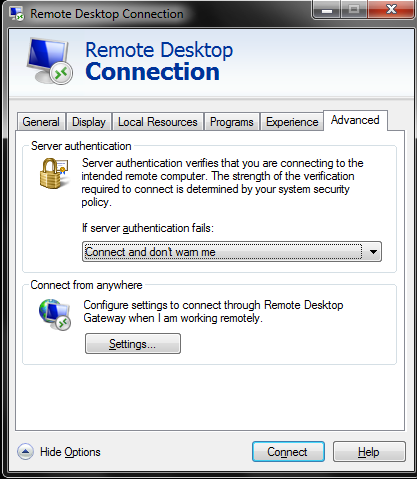 Remote Desktop Connection
Remote Desktop
Connection
General
Display
Local Resources
Programs
Experience
Advanced
Server authentication
Server authentication verifies that you are connecting to the
intended remote computer. The strength of the verification
required to connect is determined by your system security
policy.
If server authentication fails:
Connect and don't warn me
Connect from anywhere
Configure settings to connect through Remote Desktop
Gateway when I am working remotely.
Settings...
Hide Options
Connect
Help